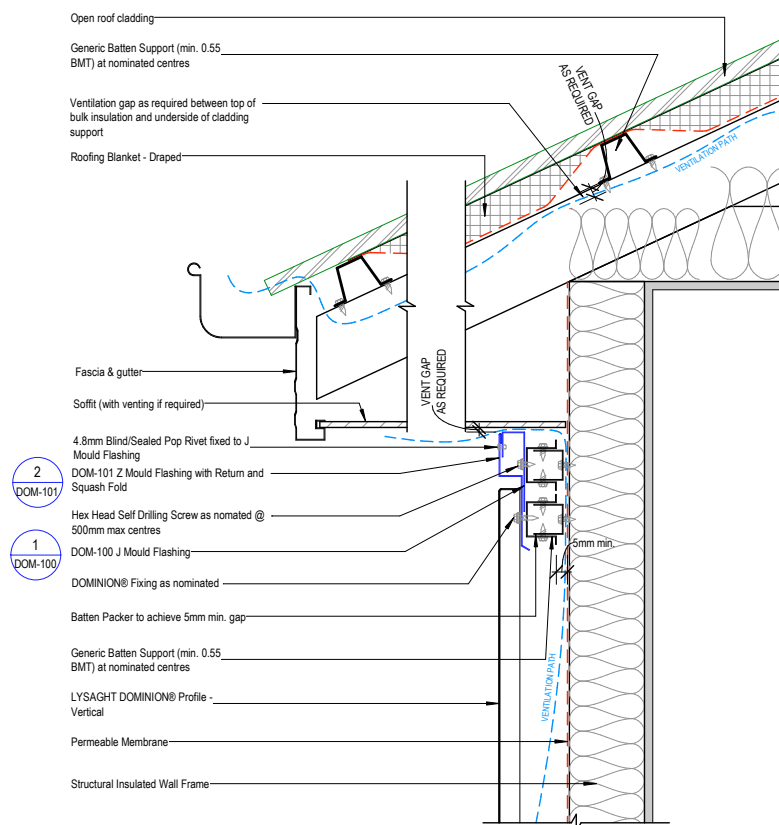 Open roof cladding
Generic Batten Support (min. 0.55
BMT) at nominated centres
VENT GAP
AS REQUIRED
Ventilation gap as required between top of
bulk insulation and underside of cladding
support
Roofing Blanket - Draped
VENTILATION PATH
Fascia & gutter
VENT GAP
AS REQUIRED
Soffit (with venting if required)
4.8mm Blind/Sealed Pop Rivet fixed to J
Mould Flashing
2
DOM-101
DOM-101 Z Mould Flashing with Return and
Squash Fold
Hex Head Self Drilling Screw as nomated @
500mm max centres
1
DOM-100
DOM-100 J Mould Flashing
5mm min.
DOMINION® Fixing as nominated
Batten Packer to achieve 5mm min. gap
Generic Batten Support (min. 0.55
BMT) at nominated centres
VENTILATION PATH
LYSAGHT DOMINION® Profile -
Vertical
Permeable Membrane
Structural Insulated Wall Frame